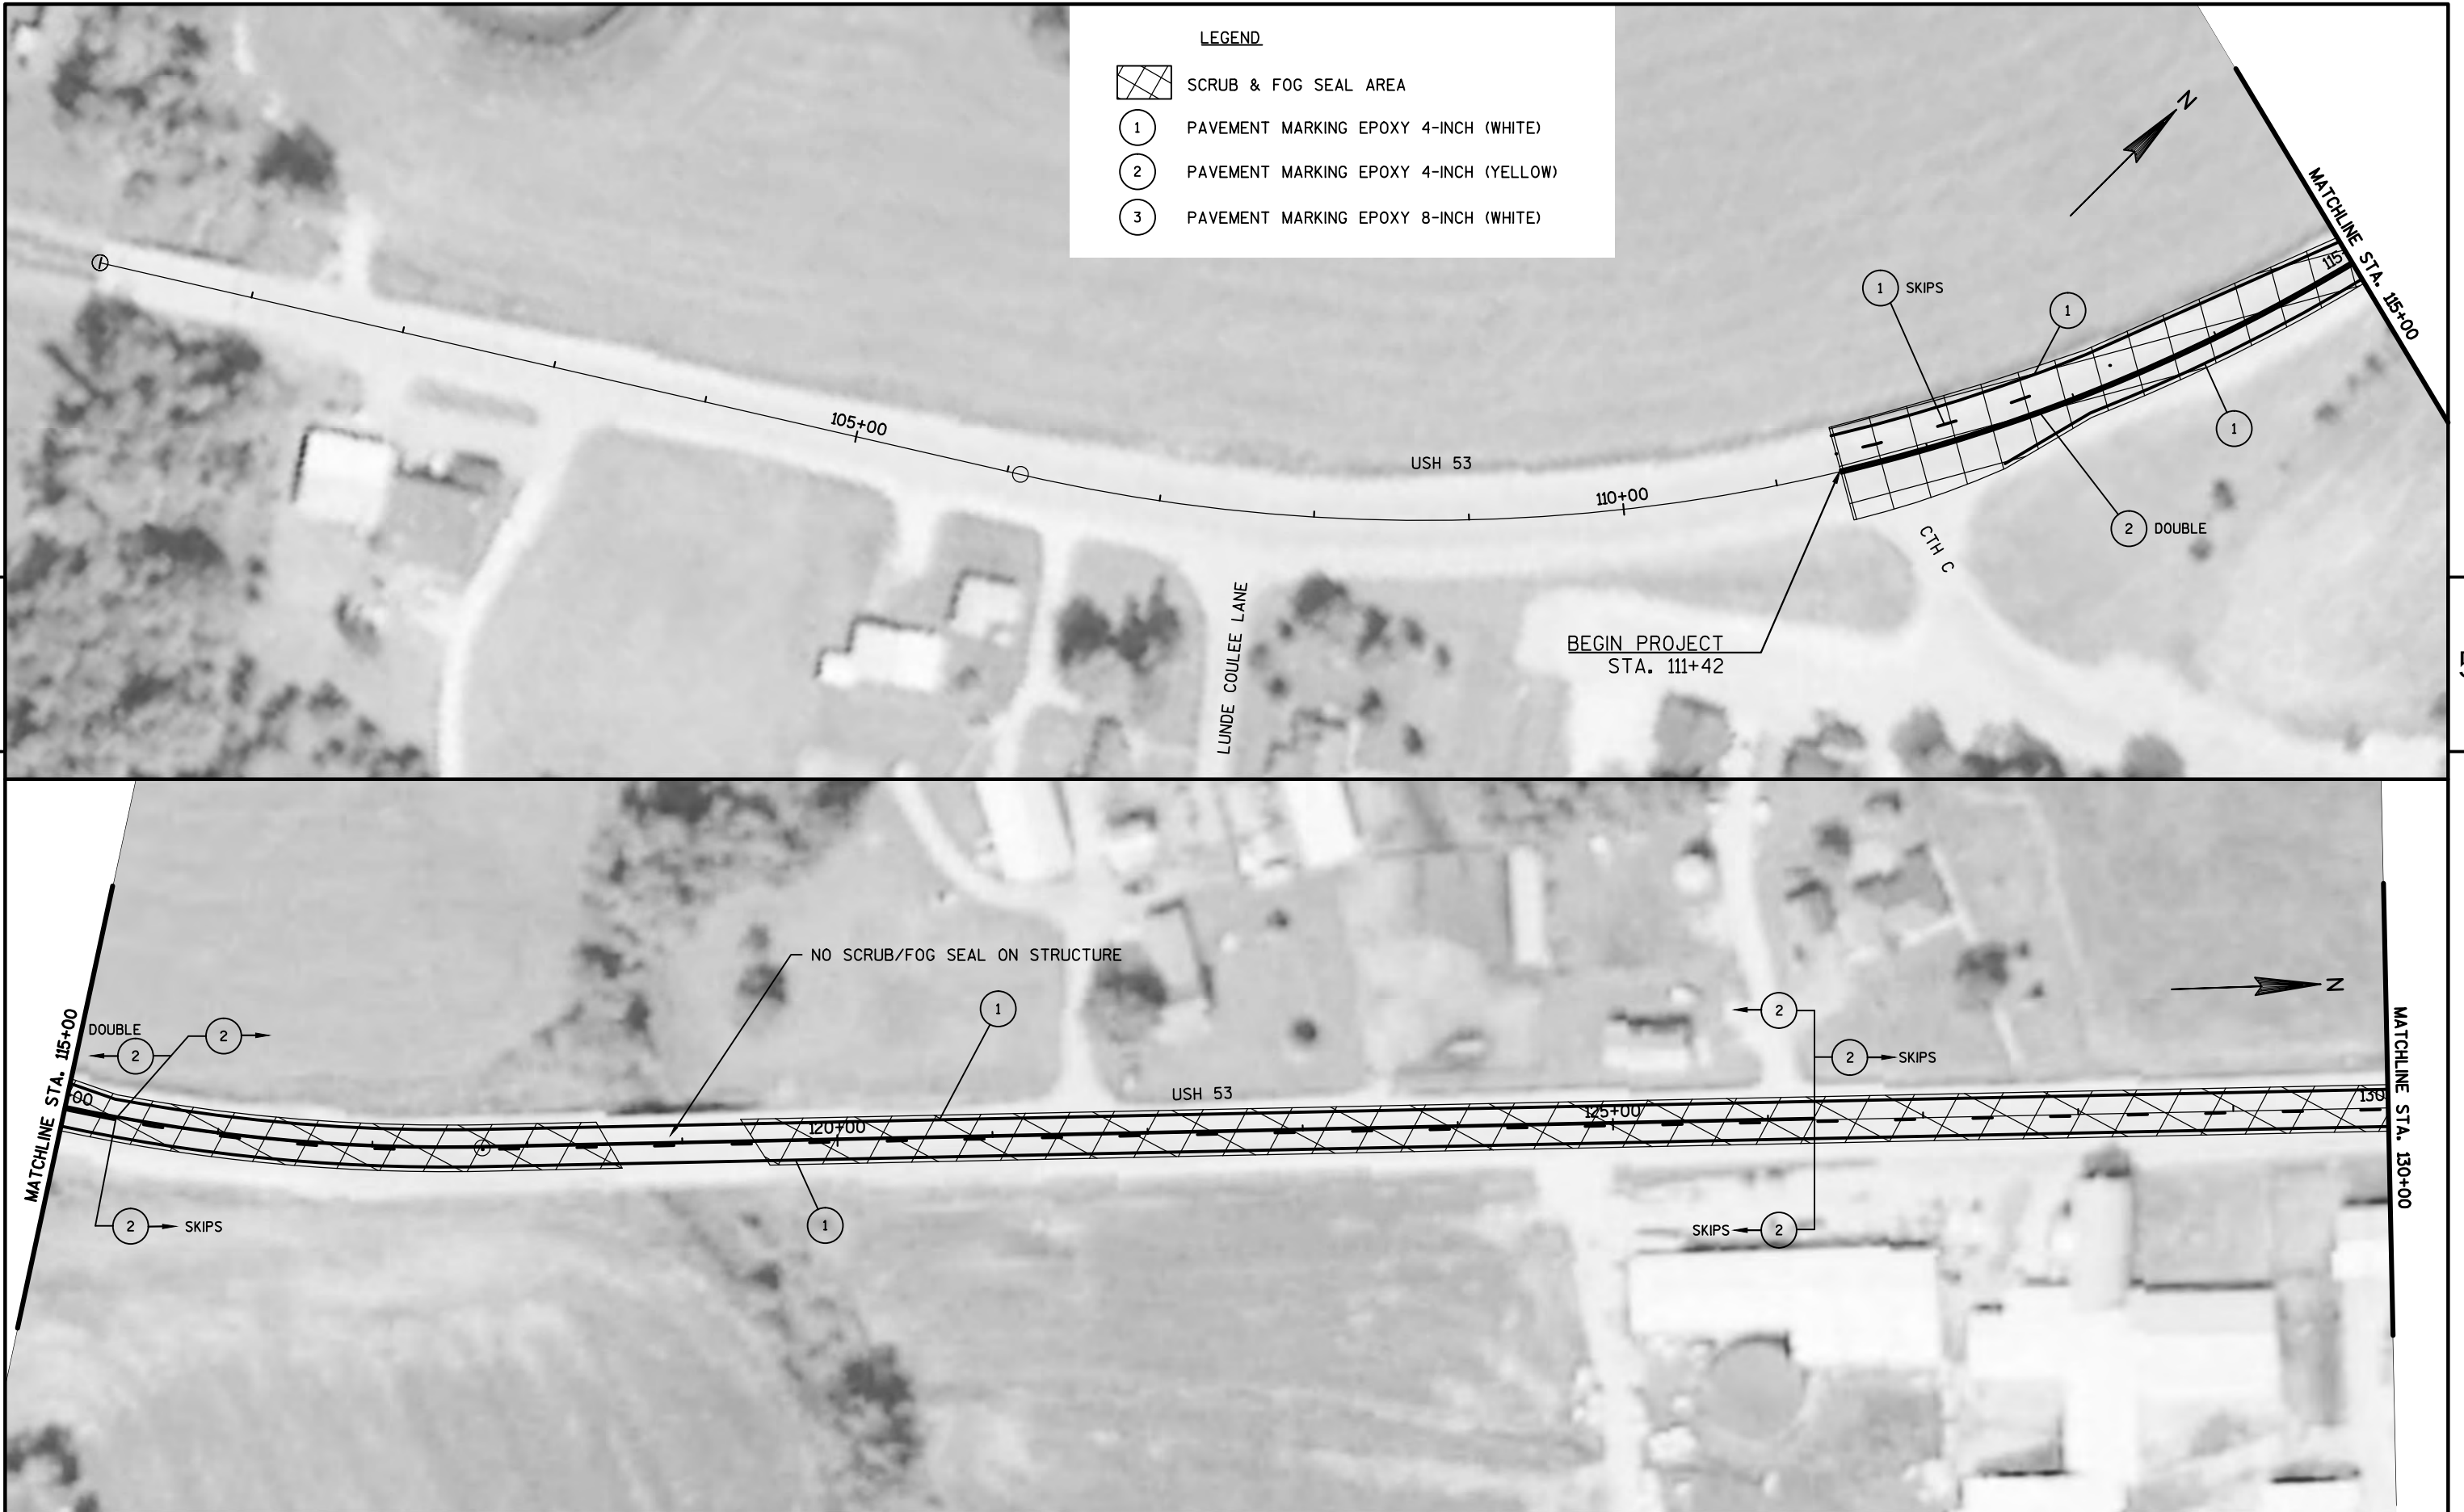 LEGEND
SCRUB & FOG SEAL AREA
1 PAVEMENT MARKING EPOXY 4-INCH (WHITE)
2 PAVEMENT MARKING EPOXY 4-INCH (YELLOW)
3 PAVEMENT MARKING EPOXY 8-INCH (WHITE)
N
MATCHLINE STA. 115+00
115
1 SKIPS
1
1
2 DOUBLE
105+00
USH 53
110+00
CTH C
LUNDE COULEE LANE
BEGIN PROJECT
STA. 111+42
MATCHLINE STA. 115+00
00
DOUBLE
2
2
2 SKIPS
NO SCRUB/FOG SEAL ON STRUCTURE
1
1
120+00
USH 53
125+00
2
2 SKIPS
SKIPS 2
N
130
MATCHLINE STA. 130+00